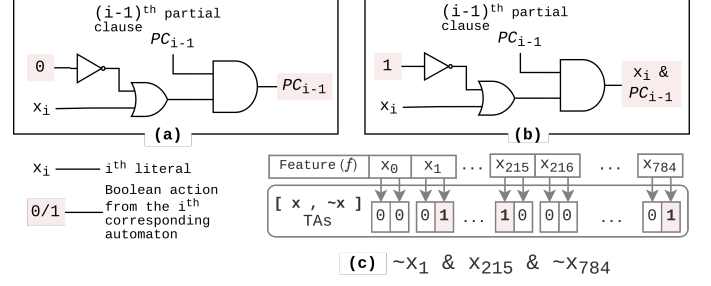 (i-1)th partial
clause
PCi-1
0
xi
PCi-1
(a)
(i-1)th partial
clause
PCi-1
1
xi
xi &
PCi-1
(b)
xi
ith literal
0/1
Boolean action
from the ith
corresponding
automaton
Feature (f) x0 x1 ... x215 x216 ... x784
[ x , ~x ]
TAs
0 0 0 1 ... 1 0 0 0 ... 0 1
(c) ~x1 & x215 & ~x784